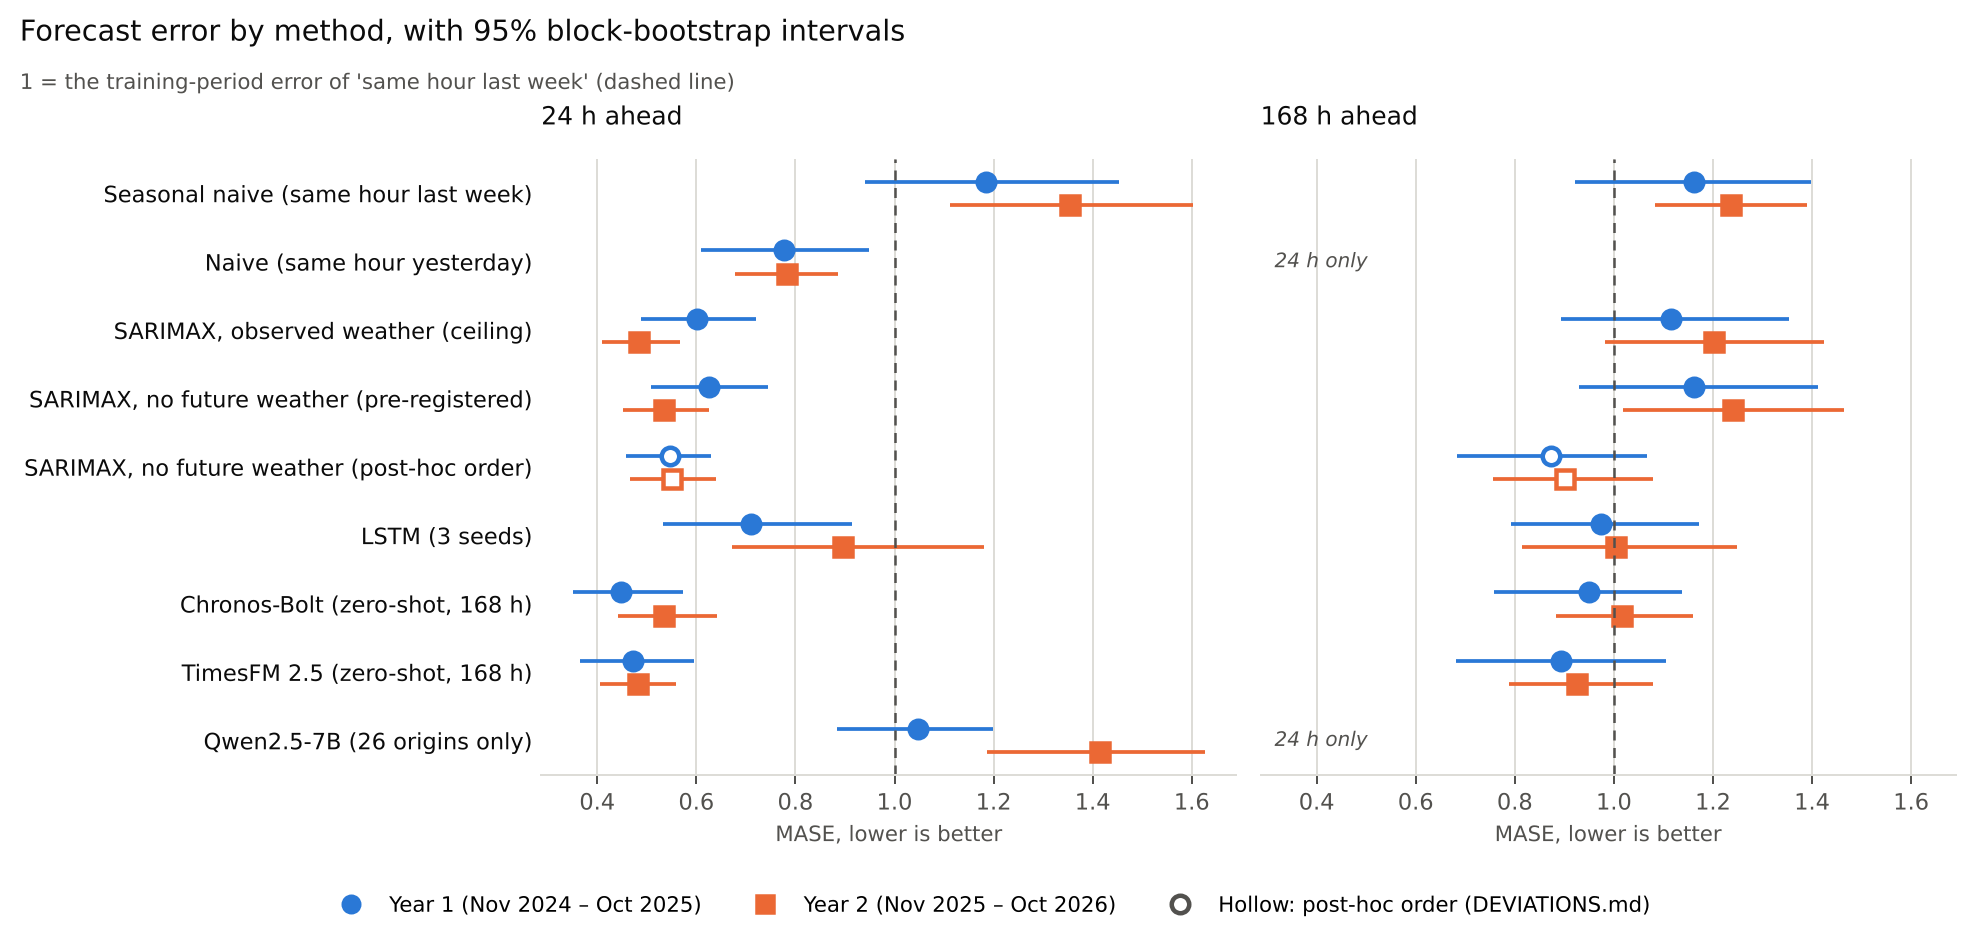 Forecast error by method, with 95% block-bootstrap intervals
1 = the training-period error of 'same hour last week' (dashed line)
24 h ahead
168 h ahead
Seasonal naive (same hour last week)
Naive (same hour yesterday)
24 h only
SARIMAX, observed weather (ceiling)
SARIMAX, no future weather (pre-registered)
SARIMAX, no future weather (post-hoc order)
LSTM (3 seeds)
Chronos-Bolt (zero-shot, 168 h)
TimesFM 2.5 (zero-shot, 168 h)
Qwen2.5-7B (26 origins only)
24 h only
0.4 0.6 0.8 1.0 1.2 1.4 1.6
0.4 0.6 0.8 1.0 1.2 1.4 1.6
MASE, lower is better
MASE, lower is better
Year 1 (Nov 2024 – Oct 2025)
Year 2 (Nov 2025 – Oct 2026)
Hollow: post-hoc order (DEVIATIONS.md)